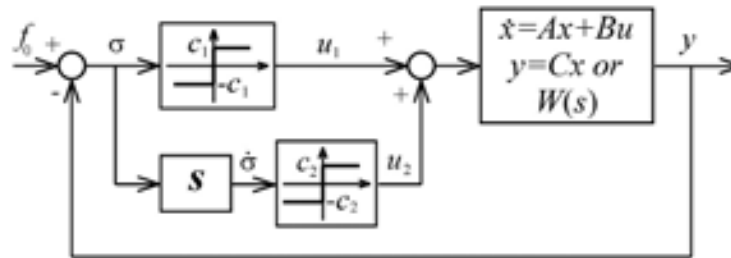 f₀ + σ
-
c₁
-c₁
u₁
+
+
ẋ=Ax+Bu
y=Cx or
W(s)
y
s
σ̇
c₂
-c₂
u₂